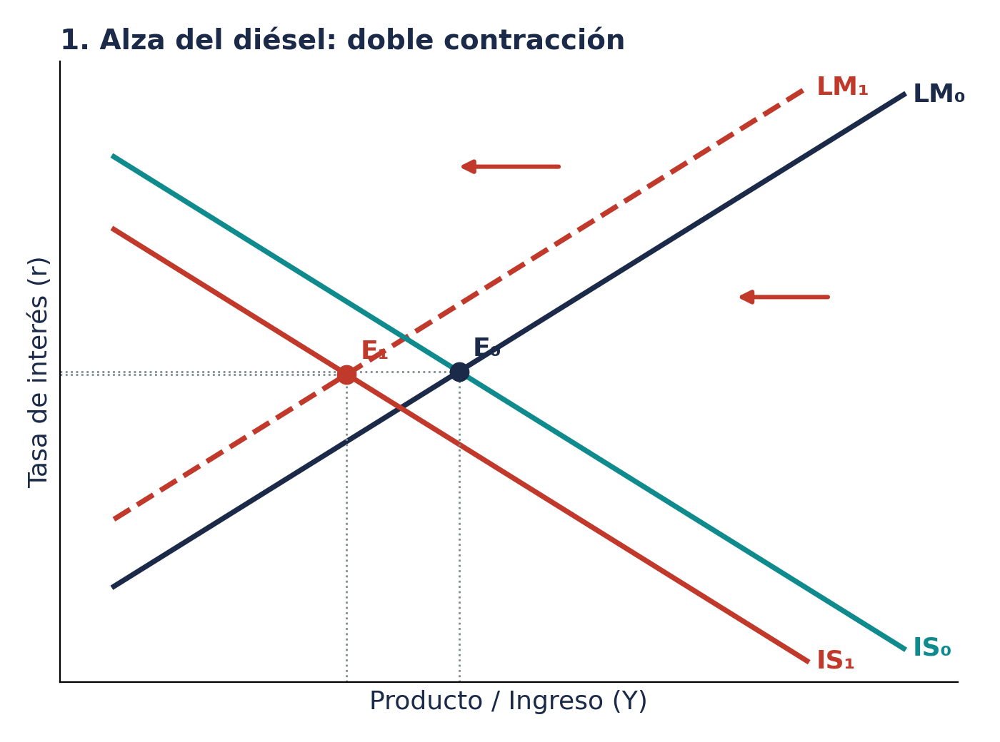 1. Alza del diésel: doble contracción
LM₁
LM₀
Tasa de interés (r)
E₁
E₀
IS₀
IS₁
Producto / Ingreso (Y)